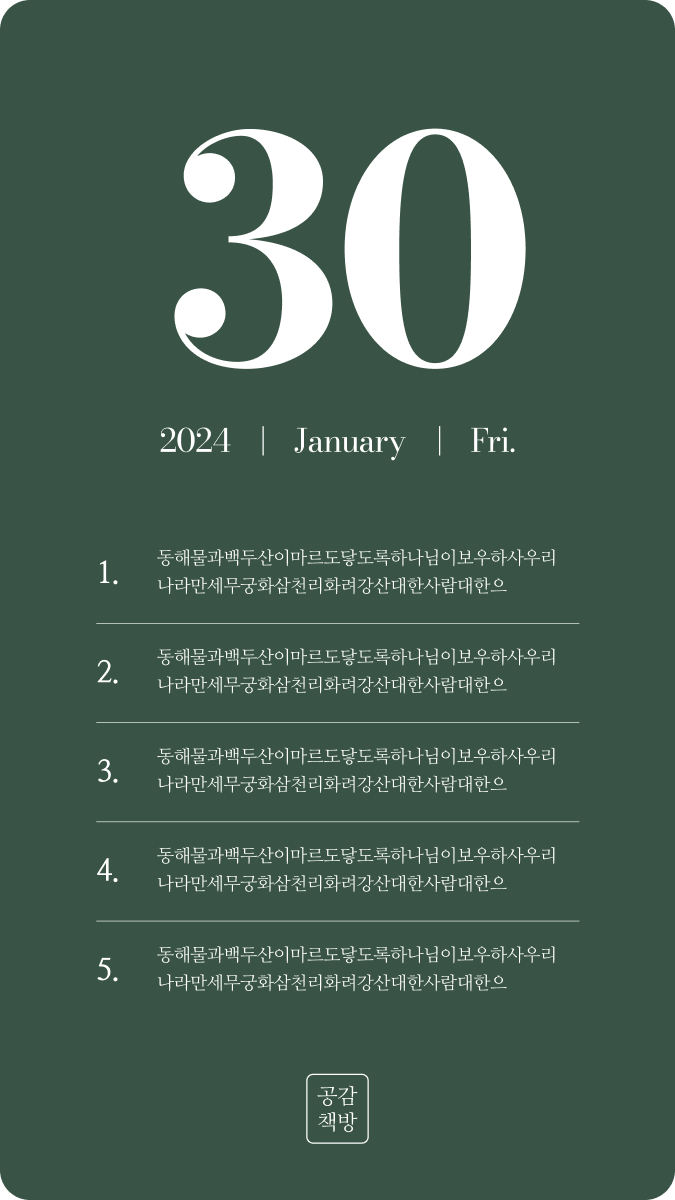 30
2024 | January | Fri.
1. 동해물과백두산이마르도닳도록하나님이보우하사우리
나라만세무궁화삼천리화려강산대한사람대한으
2. 동해물과백두산이마르도닳도록하나님이보우하사우리
나라만세무궁화삼천리화려강산대한사람대한으
3. 동해물과백두산이마르도닳도록하나님이보우하사우리
나라만세무궁화삼천리화려강산대한사람대한으
4. 동해물과백두산이마르도닳도록하나님이보우하사우리
나라만세무궁화삼천리화려강산대한사람대한으
5. 동해물과백두산이마르도닳도록하나님이보우하사우리
나라만세무궁화삼천리화려강산대한사람대한으
공감
책방